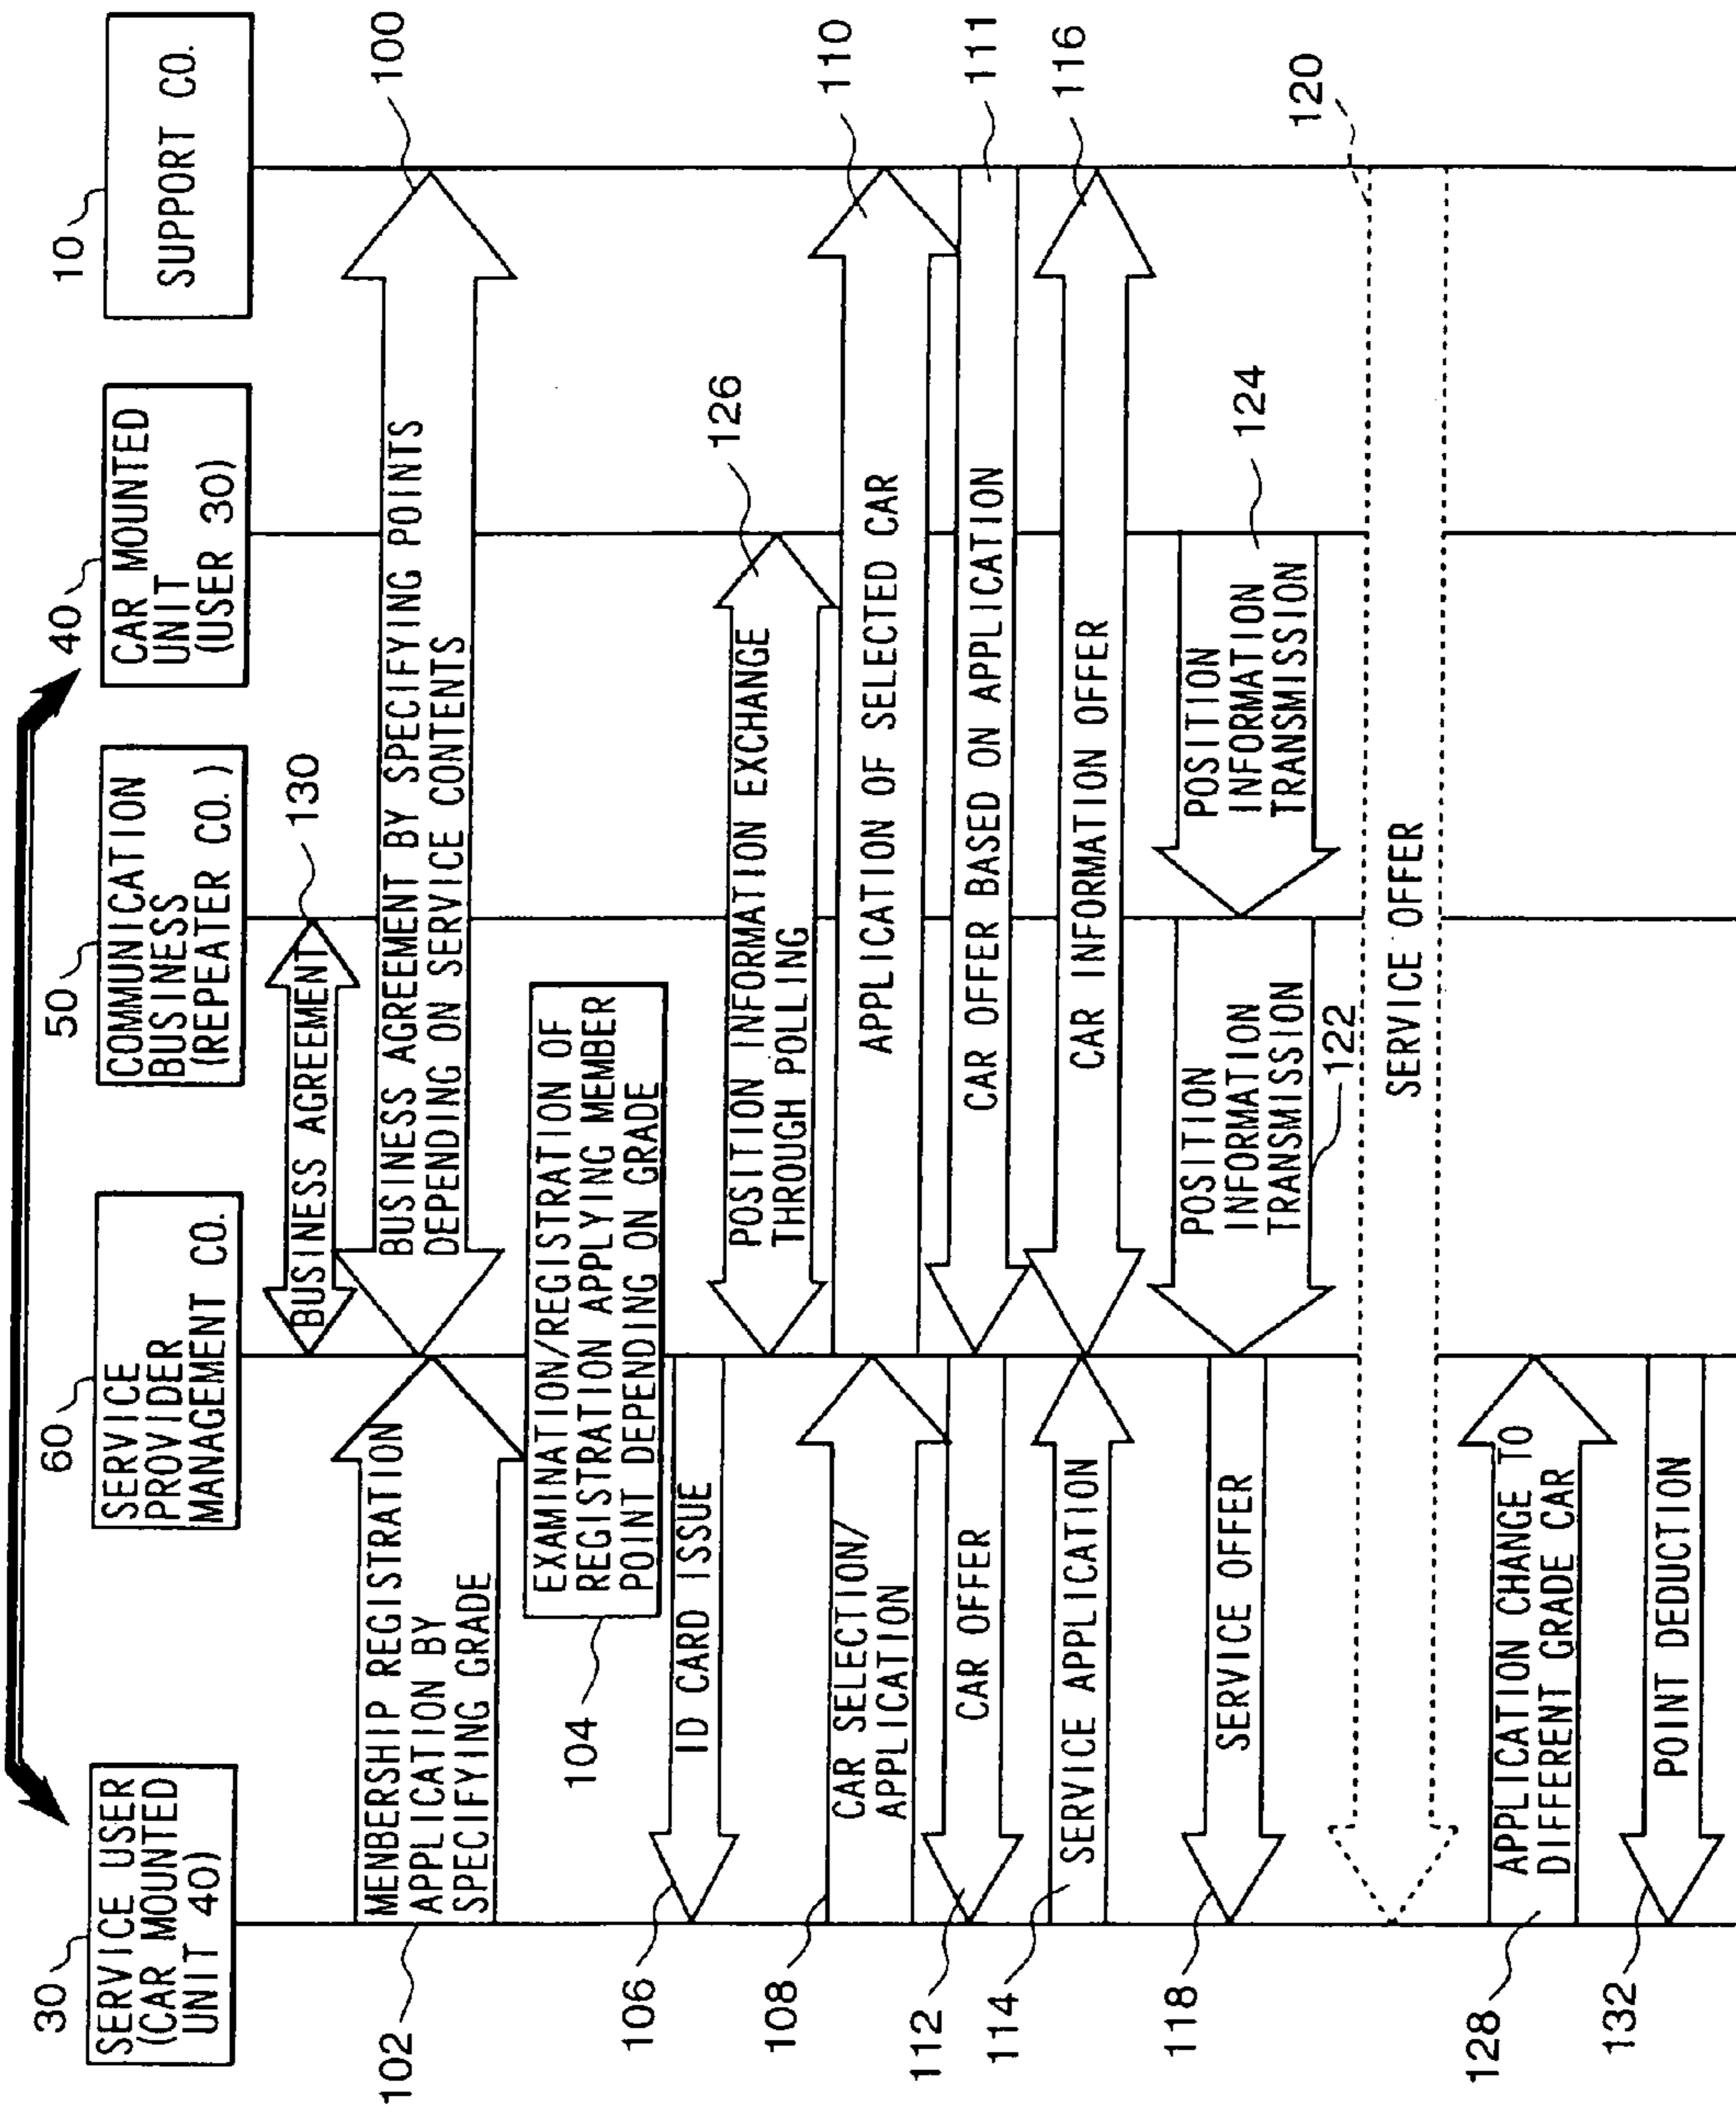 30
SERVICE USER
(CAR MOUNTED
UNIT 40)
60
SERVICE
PROVIDER
MANAGEMENT CO.
50
COMMUNICATION
BUSINESS
(REPEATER CO.)
40
CAR MOUNTED
UNIT
(USER 30)
10
SUPPORT CO.
BUSINESS AGREEMENT
130
102
MENBERSHIP REGISTRATION
APPLICATION BY
SPECIFYING GRADE
BUSINESS AGREEMENT BY SPECIFYING POINTS
DEPENDING ON SERVICE CONTENTS
100
104
EXAMINATION/REGISTRATION OF
REGISTRATION APPLYING MEMBER
POINT DEPENDING ON GRADE
106
ID CARD ISSUE
POSITION INFORMATION EXCHANGE
THROUGH POLLING
126
108
CAR SELECTION/
APPLICATION
APPLICATION OF SELECTED CAR
110
112
CAR OFFER
CAR OFFER BASED ON APPLICATION
111
114
SERVICE APPLICATION
CAR INFORMATION OFFER
116
118
SERVICE OFFER
POSITION
INFORMATION
TRANSMISSION
122
POSITION
INFORMATION
TRANSMISSION
124
SERVICE OFFER
120
128
APPLICATION CHANGE TO
DIFFERENT GRADE CAR
132
POINT DEDUCTION